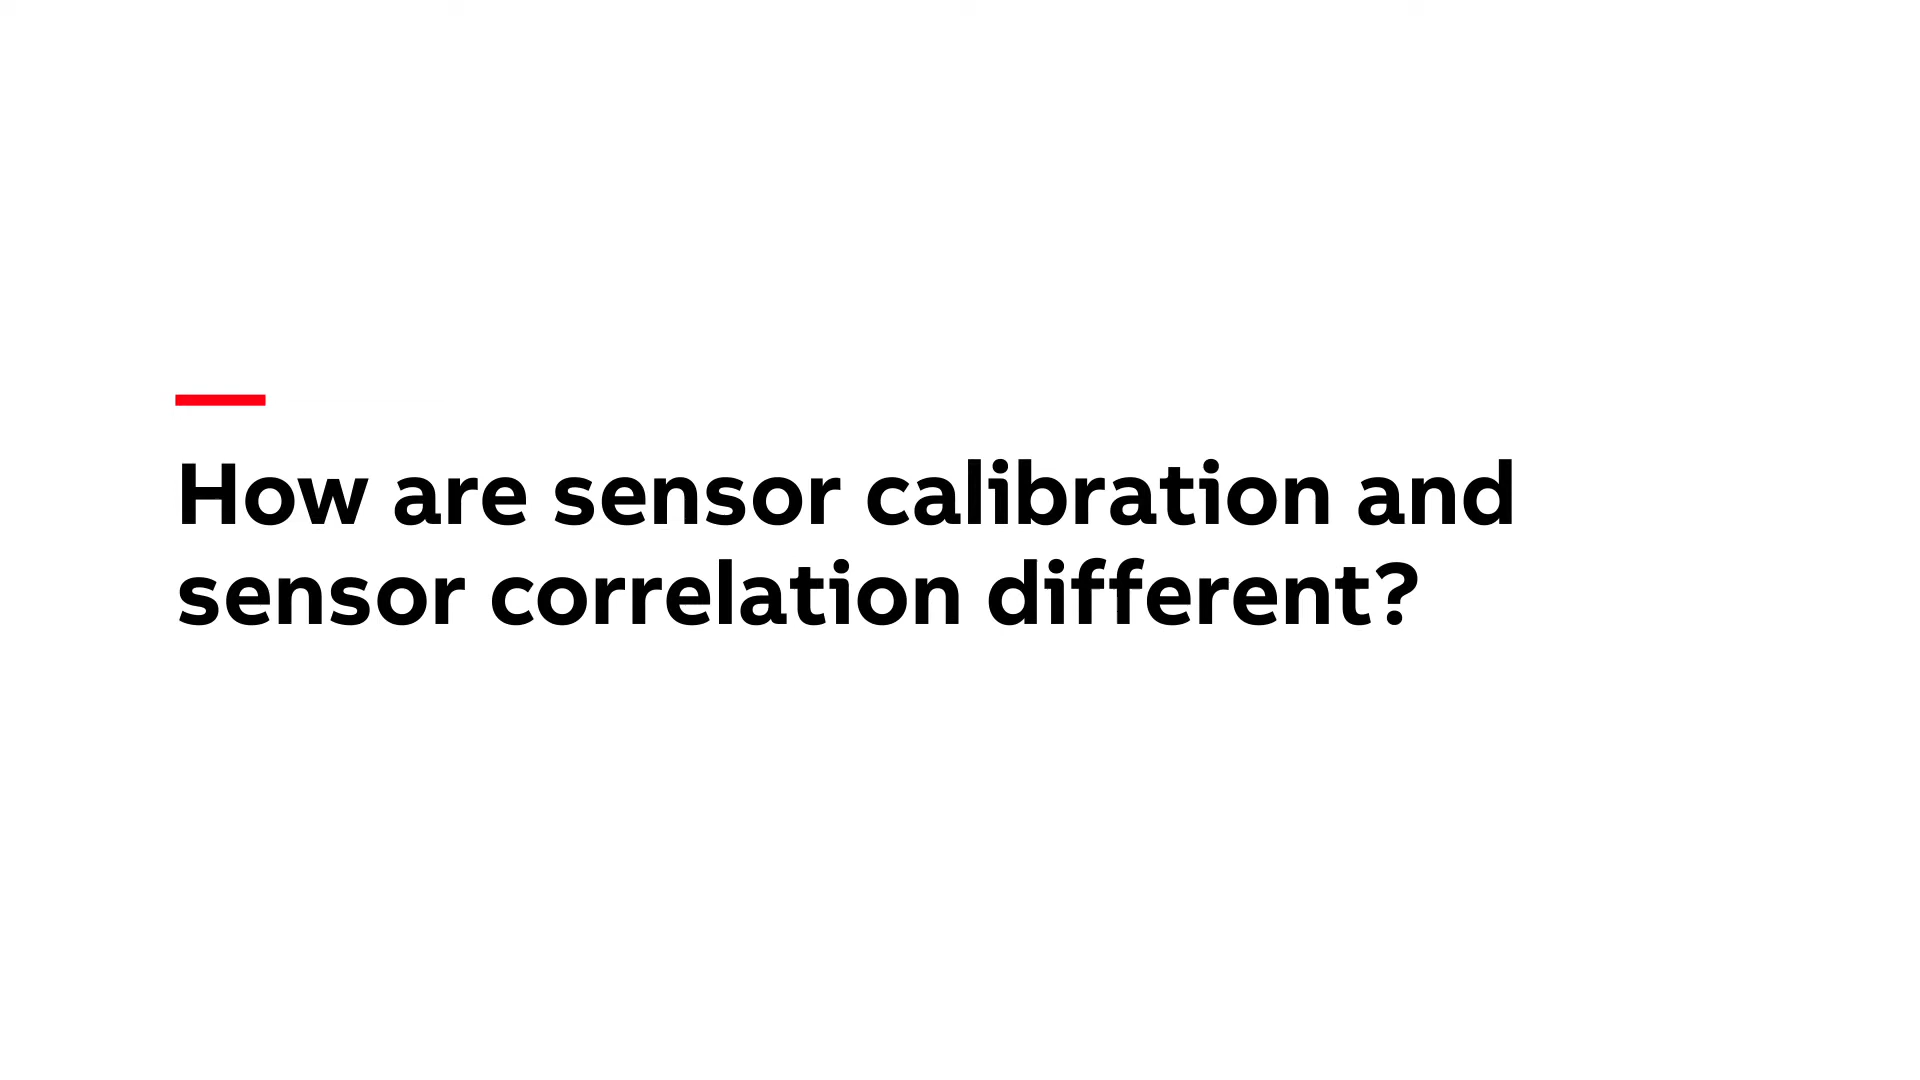 How are sensor calibration and
sensor correlation different?